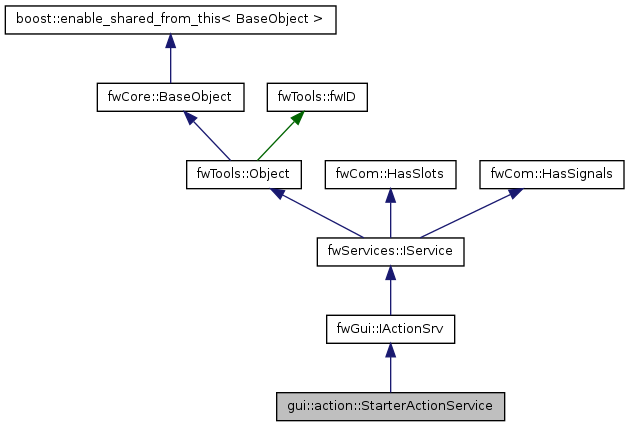 boost::enable_shared_from_this< BaseObject >
fwCore::BaseObject
fwTools::fwID
fwTools::Object
fwCom::HasSlots
fwCom::HasSignals
fwServices::IService
fwGui::IActionSrv
gui::action::StarterActionService